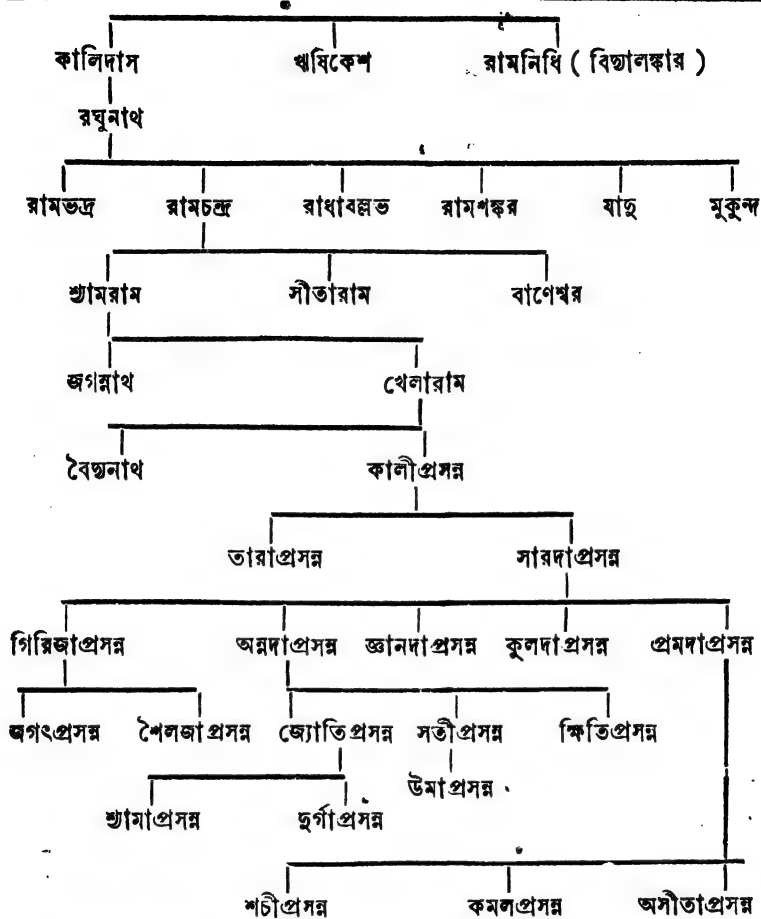 কালিদাস ঋষিকেশ রামনিধি ( বিদ্যালঙ্কার )
রঘুনাথ
রামভদ্র রামচন্দ্র রাধাবল্লভ রামশঙ্কর যাদু মুকুন্দ
শ্যামরাম সীতারাম বাণেশ্বর
জগন্নাথ খেলারাম
বৈদ্যনাথ কালীপ্রসন্ন
তারাপ্রসন্ন সারদাপ্রসন্ন
গিরিজাপ্রসন্ন অন্নদাপ্রসন্ন জ্ঞানদাপ্রসন্ন কুলদাপ্রসন্ন প্রেমদাপ্রসন্ন
জগৎপ্রসন্ন শৈলজাপ্রসন্ন জ্যোতিপ্রসন্ন সতীপ্রসন্ন ক্ষিতিপ্রসন্ন
উমাপ্রসন্ন
শ্যামাপ্রসন্ন দুর্গাপ্রসন্ন
শচীপ্রসন্ন কমলপ্রসন্ন অসীতাপ্রসন্ন